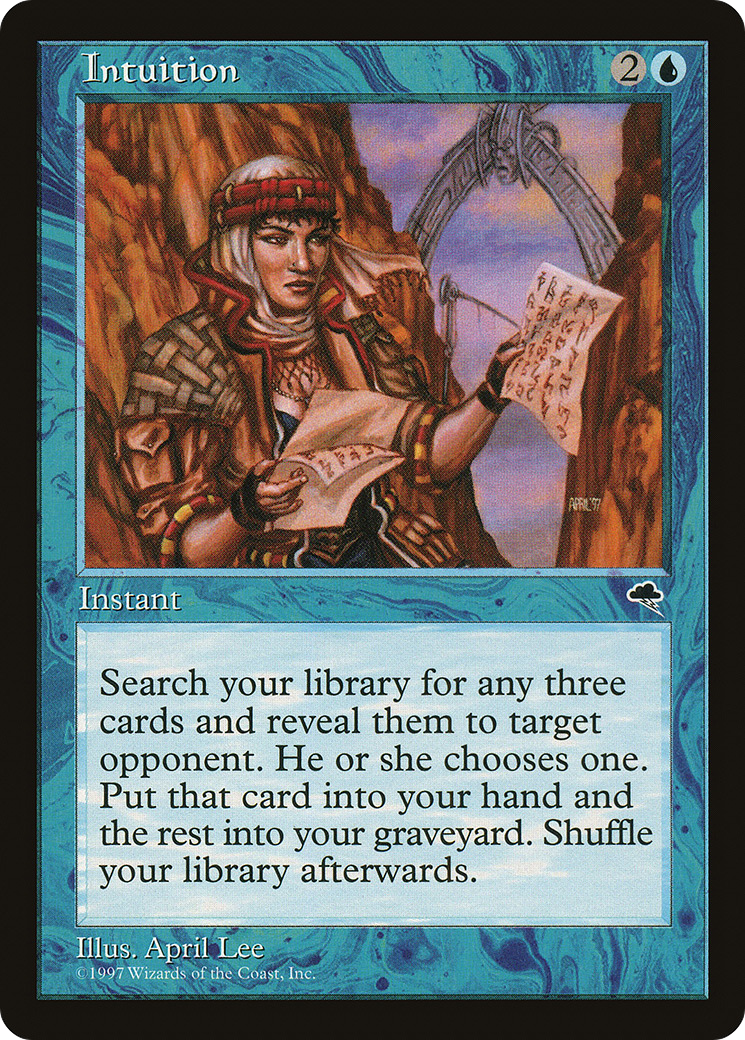 Intuition 2
APRIL '97
Instant
Search your library for any three
cards and reveal them to target
opponent. He or she chooses one.
Put that card into your hand and
the rest into your graveyard. Shuffle
your library afterwards.
Illus. April Lee
©1997 Wizards of the Coast, Inc.